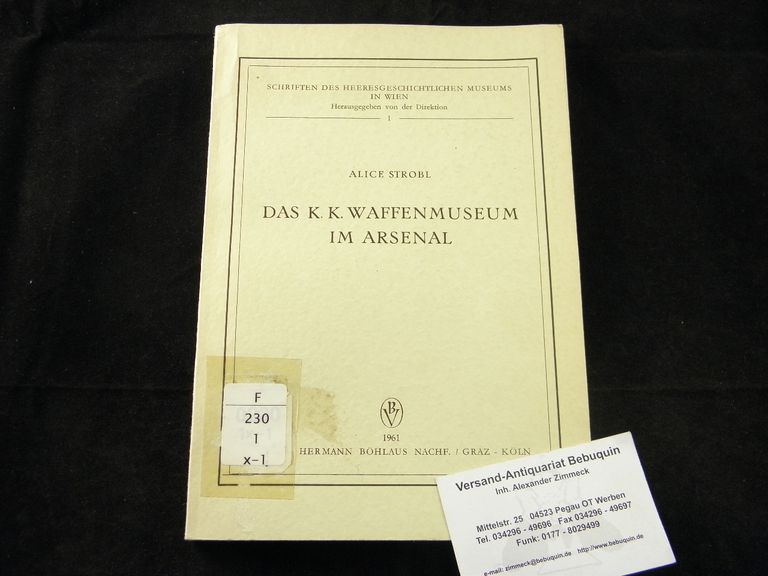 SCHRIFTEN DES HEERESGESCHICHTLICHEN MUSEUMS
IN WIEN
Herausgegeben von der Direktion
1
ALICE STROBL
DAS K. K. WAFFENMUSEUM
IM ARSENAL
BV
1961
HERMANN BÖHLAUS NACHF. / GRAZ - KÖLN
F
230
1
x-1
Versand-Antiquariat Bebuquin
Inh. Alexander Zimmeck
Mittelstr. 25 04523 Pegau OT Werben
Tel. 034296 - 49696 Fax 034296 - 49697
Funk: 0177 - 8029499
e-mail: zimmeck@bebuquin.de http://www.bebuquin.de